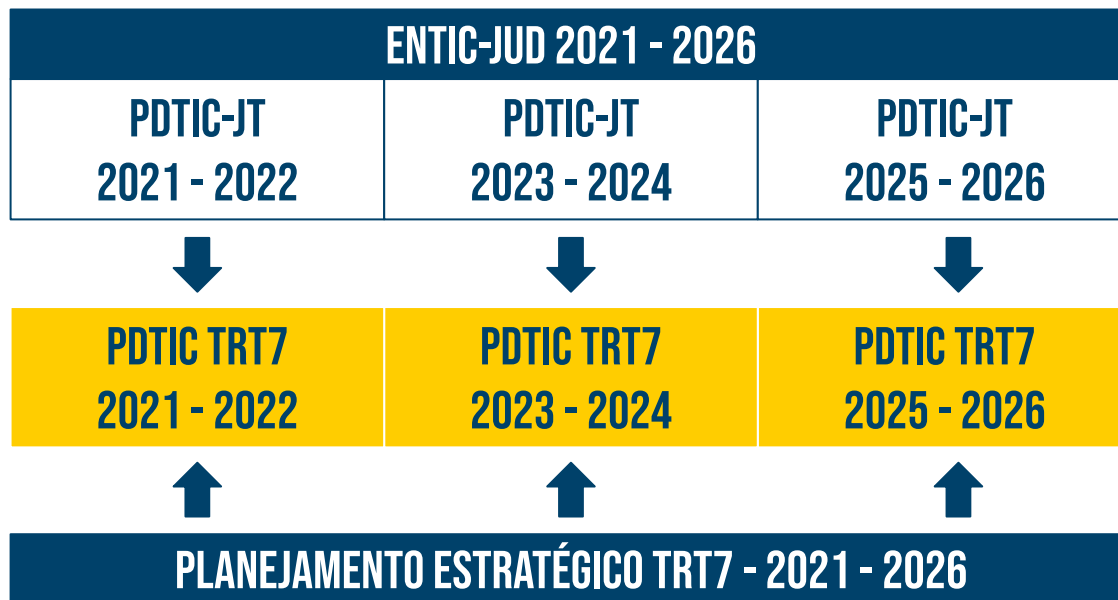 ENTIC-JUD 2021 - 2026
PDTIC-JT
2021 - 2022
PDTIC-JT
2023 - 2024
PDTIC-JT
2025 - 2026
PDTIC TRT7
2021 - 2022
PDTIC TRT7
2023 - 2024
PDTIC TRT7
2025 - 2026
PLANEJAMENTO ESTRATÉGICO TRT7 - 2021 - 2026